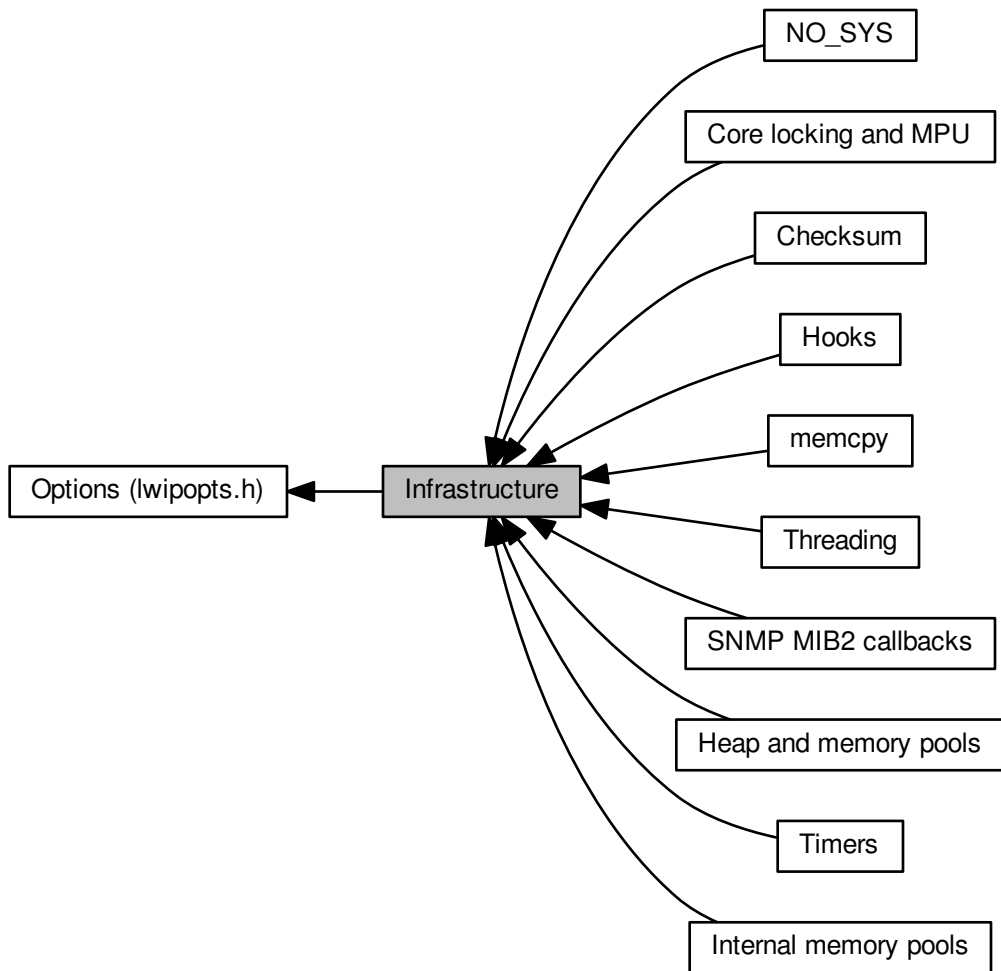 NO_SYS
Core locking and MPU
Checksum
Hooks
memcpy
Options (lwipopts.h)
Infrastructure
Threading
SNMP MIB2 callbacks
Heap and memory pools
Timers
Internal memory pools